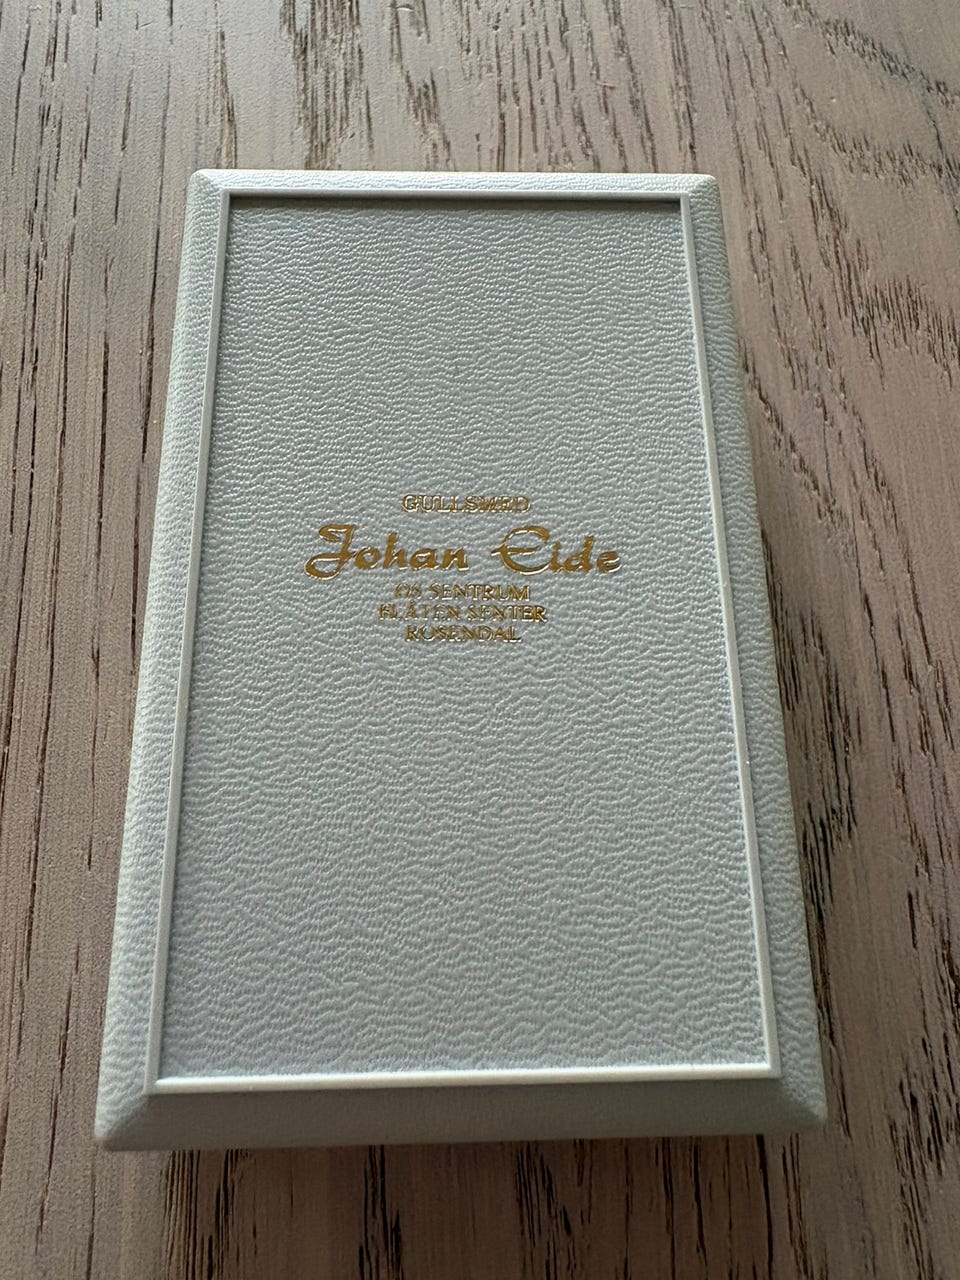 GULLSMED
Johan Eide
OS SENTRUM
FLÅTEN SENTER
ROSENDAL